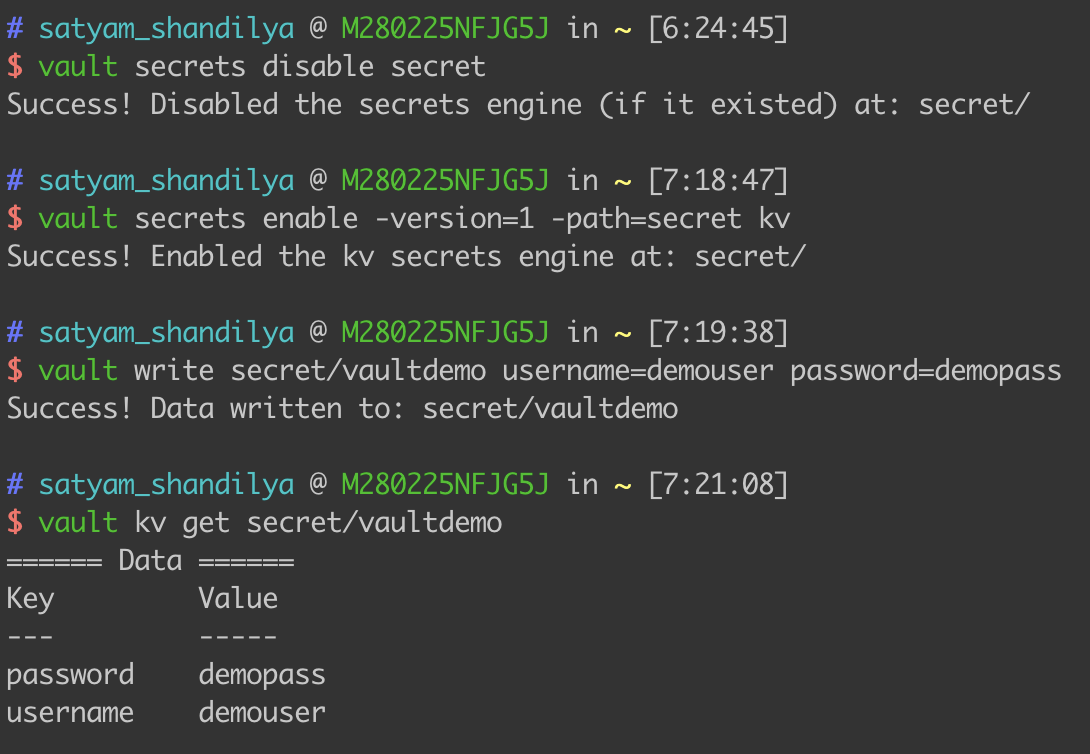 # satyam_shandilya @ M280225NFJG5J in ~ [6:24:45]
$ vault secrets disable secret
Success! Disabled the secrets engine (if it existed) at: secret/
# satyam_shandilya @ M280225NFJG5J in ~ [7:18:47]
$ vault secrets enable -version=1 -path=secret kv
Success! Enabled the kv secrets engine at: secret/
# satyam_shandilya @ M280225NFJG5J in ~ [7:19:38]
$ vault write secret/vaultdemo username=demouser password=demopass
Success! Data written to: secret/vaultdemo
# satyam_shandilya @ M280225NFJG5J in ~ [7:21:08]
$ vault kv get secret/vaultdemo
====== Data ======
Key         Value
---         -----
password    demopass
username    demouser